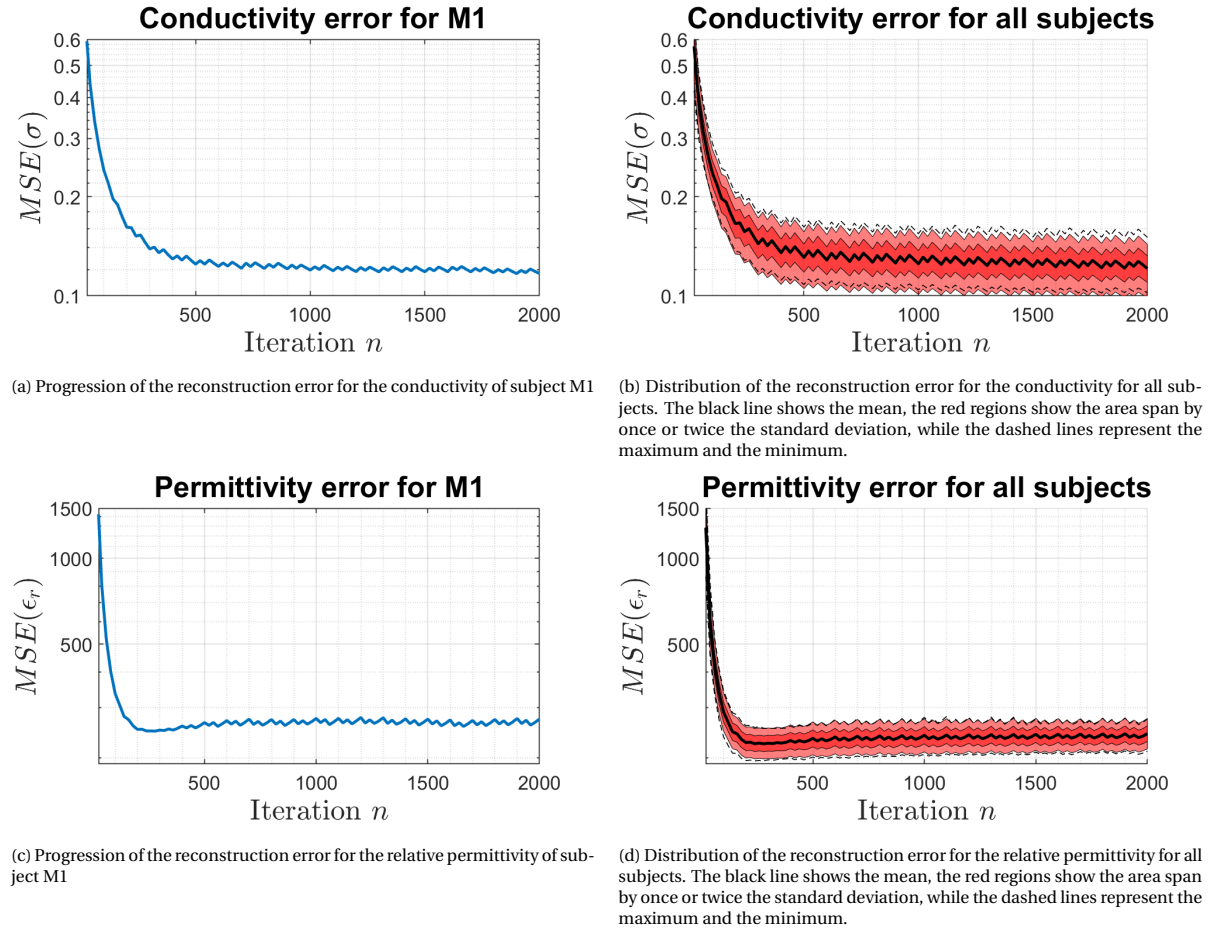 Conductivity error for M1
0.6
0.5
0.4
0.3
0.2
0.1
MSE(σ)
500 1000 1500 2000
Iteration n
(a) Progression of the reconstruction error for the conductivity of subject M1
Conductivity error for all subjects
0.6
0.5
0.4
0.3
0.2
0.1
MSE(σ)
500 1000 1500 2000
Iteration n
(b) Distribution of the reconstruction error for the conductivity for all sub-
jects. The black line shows the mean, the red regions show the area span by
once or twice the standard deviation, while the dashed lines represent the
maximum and the minimum.
Permittivity error for M1
1500
1000
500
MSE(ϵr)
500 1000 1500 2000
Iteration n
(c) Progression of the reconstruction error for the relative permittivity of sub-
ject M1
Permittivity error for all subjects
1500
1000
500
MSE(ϵr)
500 1000 1500 2000
Iteration n
(d) Distribution of the reconstruction error for the relative permittivity for all
subjects. The black line shows the mean, the red regions show the area span
by once or twice the standard deviation, while the dashed lines represent the
maximum and the minimum.